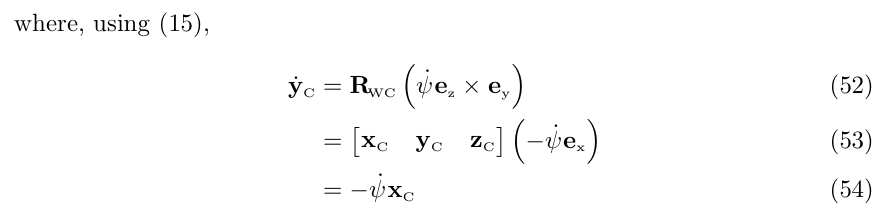 where, using (15),
ẏ_C = R_WC (ψ̇ e_z × e_y) (52)
= [x_C y_C z_C] (−ψ̇ e_x) (53)
= −ψ̇ x_C (54)